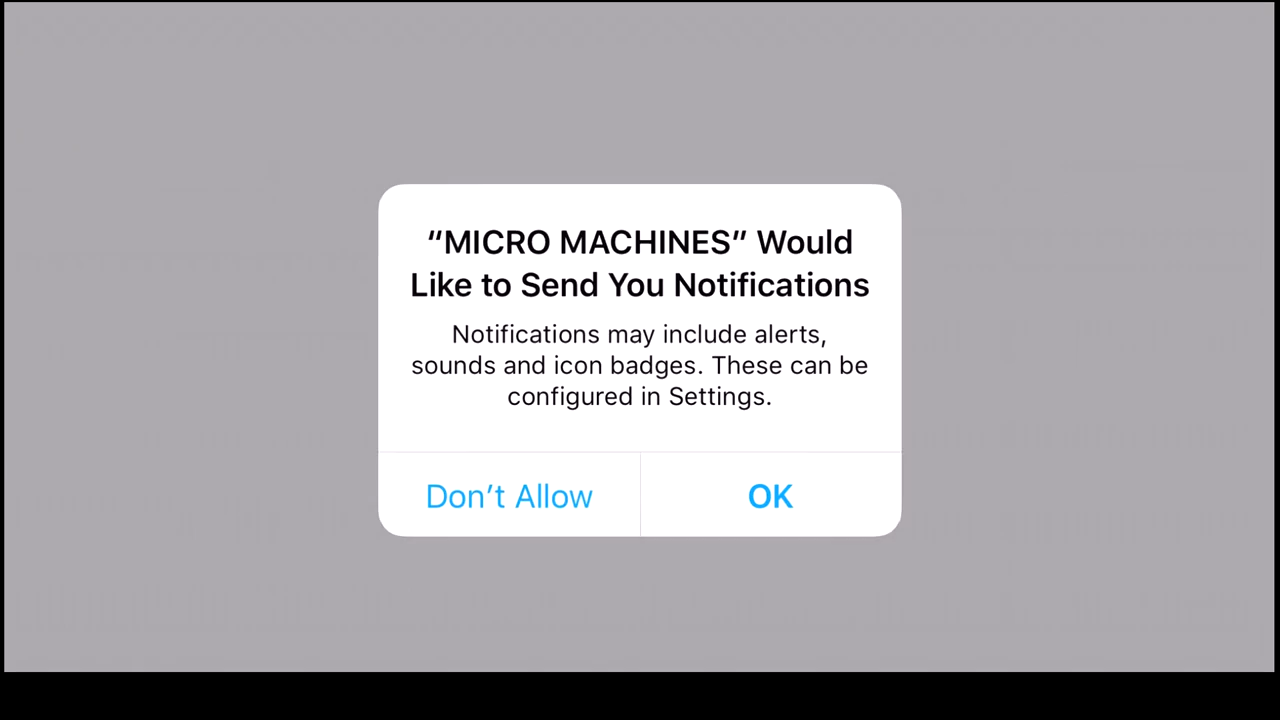 “MICRO MACHINES” Would
Like to Send You Notifications
Notifications may include alerts,
sounds and icon badges. These can be
configured in Settings.
Don’t Allow
OK